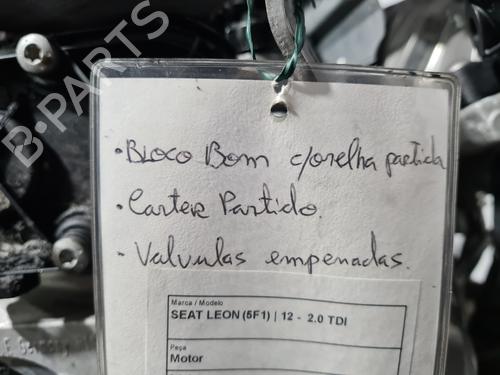 B-PARTS
• Bloco Bom c/orelha partida
• Carter Partido.
• Valvulas empenadas.
Marca / Modelo
SEAT LEON (5F1) | 12 - 2.0 TDI
Peça
Motor